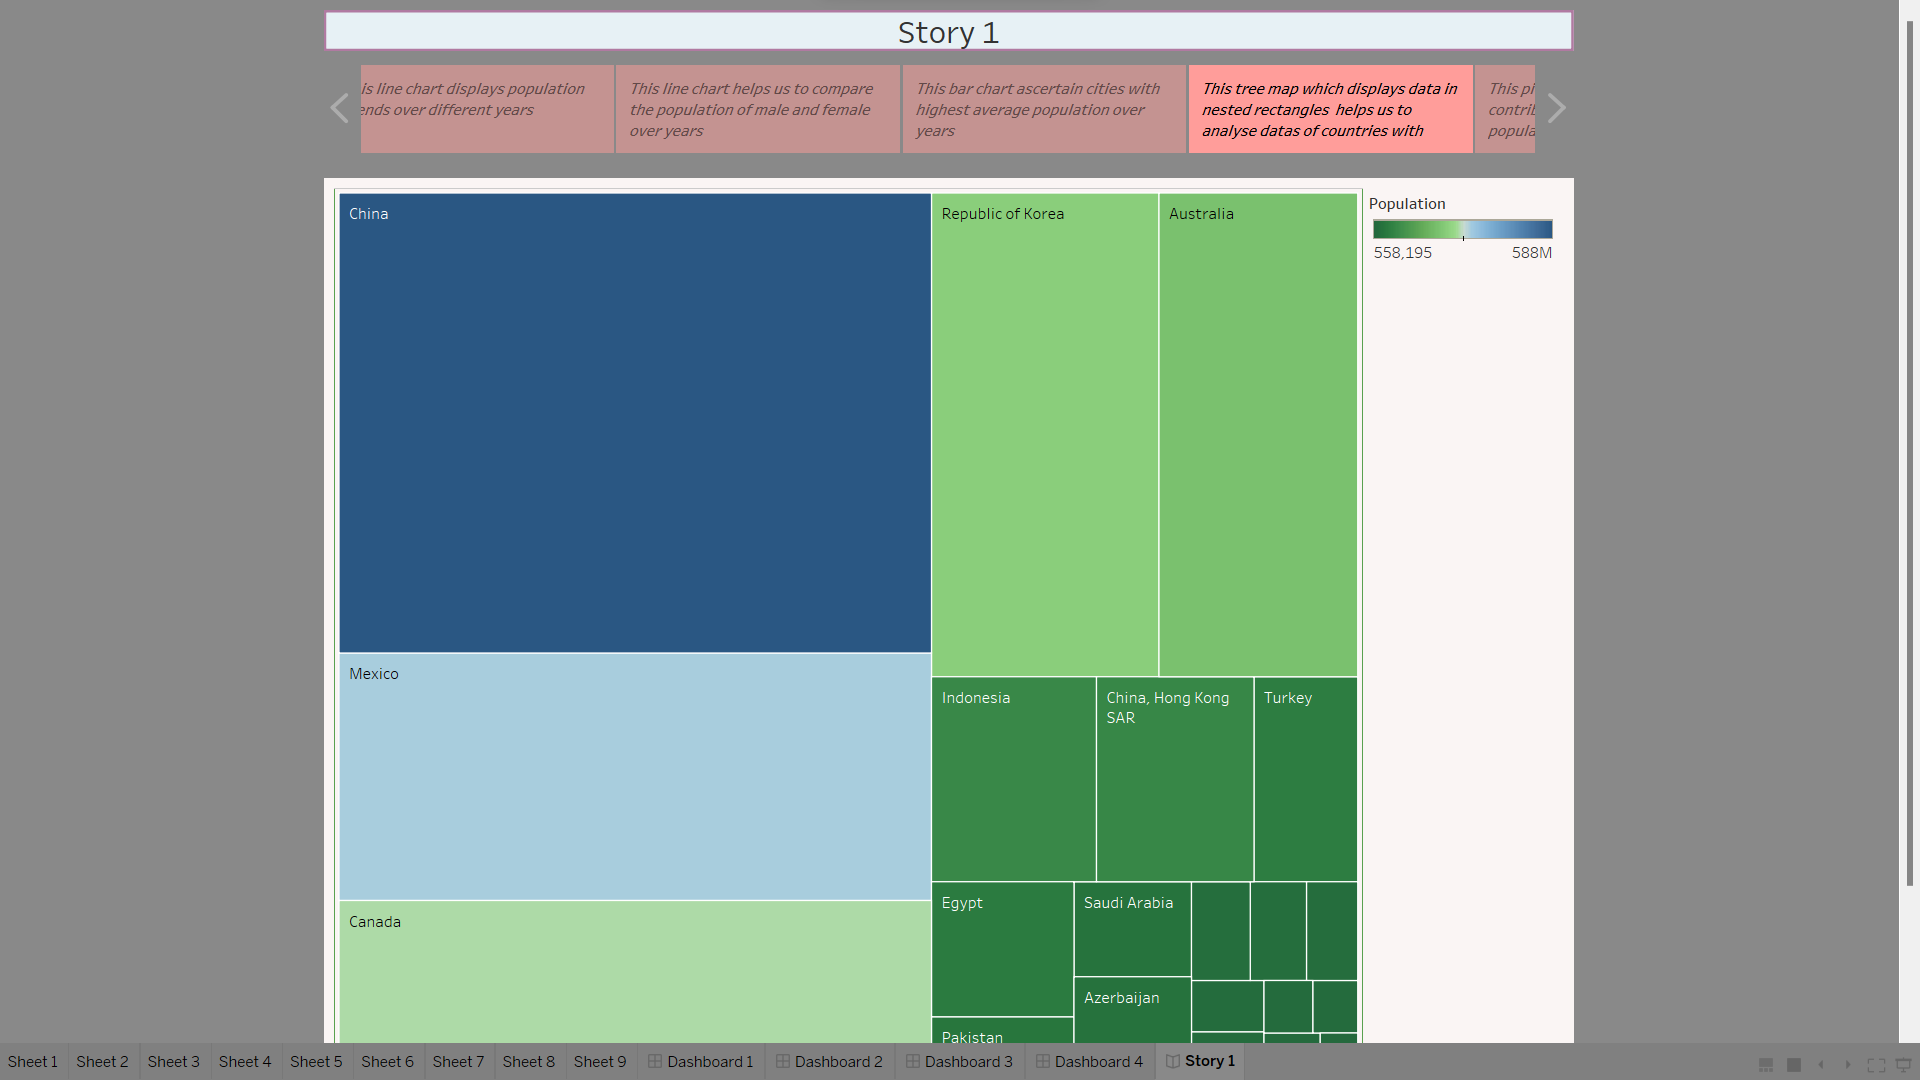 Story 1
is line chart displays population
ends over different years
This line chart helps us to compare
the population of male and female
over years
This bar chart ascertain cities with
highest average population over
years
This tree map which displays data in
nested rectangles helps us to
analyse datas of countries with
This pi
contrib
popula
China
Republic of Korea
Australia
Population
558,195
588M
Mexico
Indonesia
China, Hong Kong
SAR
Turkey
Canada
Egypt
Saudi Arabia
Azerbaijan
Pakistan
Sheet 1
Sheet 2
Sheet 3
Sheet 4
Sheet 5
Sheet 6
Sheet 7
Sheet 8
Sheet 9
Dashboard 1
Dashboard 2
Dashboard 3
Dashboard 4
Story 1